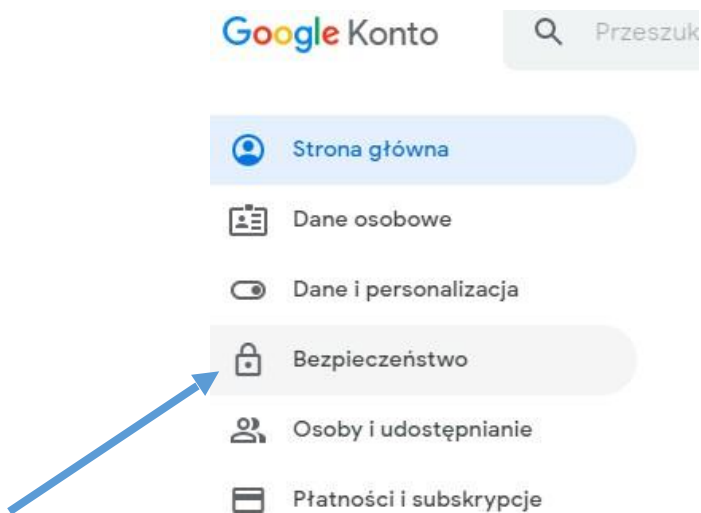 Google Konto
Przeszuk
Strona główna
Dane osobowe
Dane i personalizacja
Bezpieczeństwo
Osoby i udostępnianie
Płatności i subskrypcje